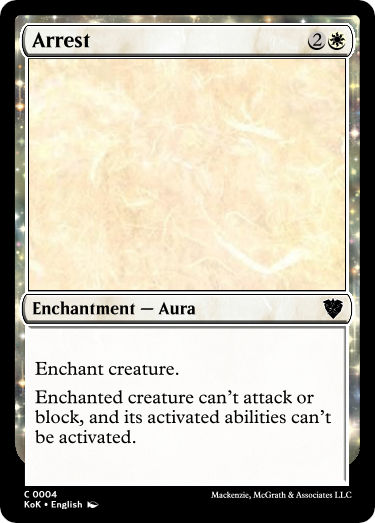 Arrest 2
Enchantment — Aura
Enchant creature.
Enchanted creature can't attack or
block, and its activated abilities can't
be activated.
C 0004
KoK • English
Mackenzie, McGrath & Associates LLC